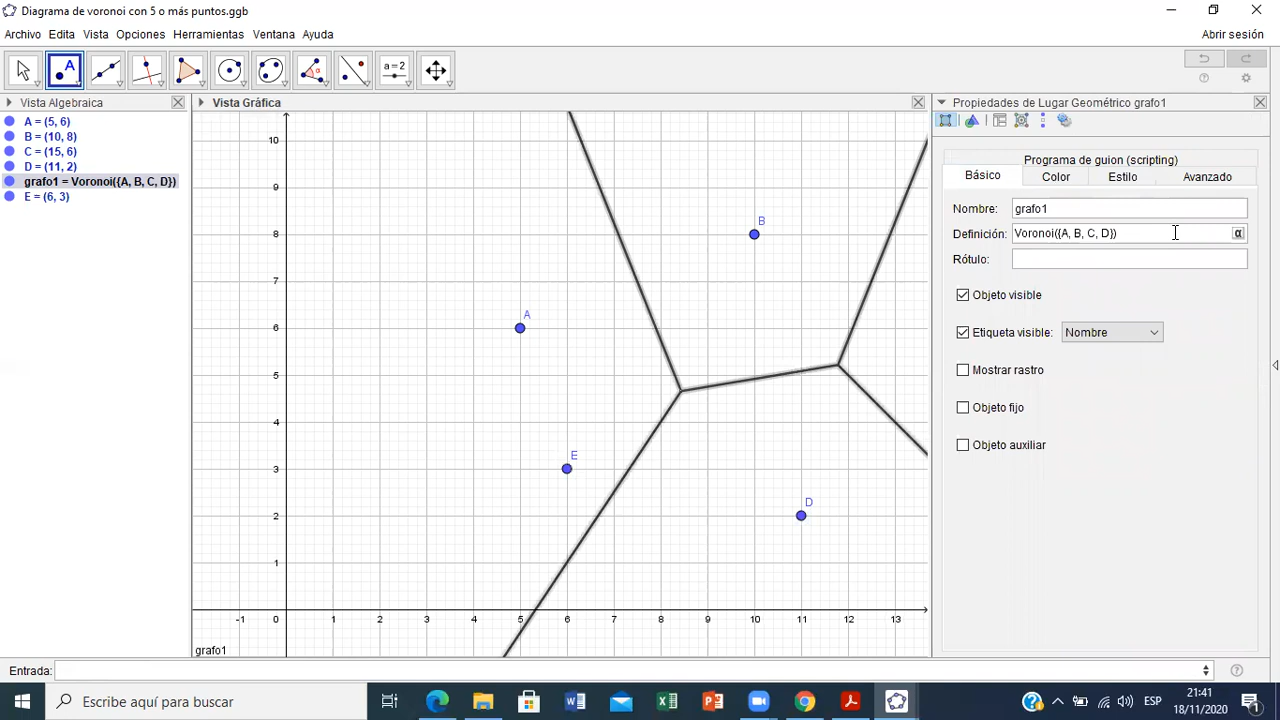 Diagrama de voronoi con 5 o más puntos.ggb
Archivo Edita Vista Opciones Herramientas Ventana Ayuda
Abrir sesión
A
a=2
Vista Algebraica
A = (5, 6)
B = (10, 8)
C = (15, 6)
D = (11, 2)
grafo1 = Voronoi({A, B, C, D})
E = (6, 3)
Vista Gráfica
10
9
8
7
6
5
4
3
2
1
-1 0 1 2 3 4 5 6 7 8 9 10 11 12 13
B
A
E
D
grafo1
Propiedades de Lugar Geométrico grafo1
Programa de guion (scripting)
Básico Color Estilo Avanzado
Nombre: grafo1
Definición: Voronoi({A, B, C, D}) α
Rótulo:
Objeto visible
Etiqueta visible: Nombre
Mostrar rastro
Objeto fijo
Objeto auxiliar
Entrada:
Escribe aquí para buscar
ESP
21:41
18/11/2020
1